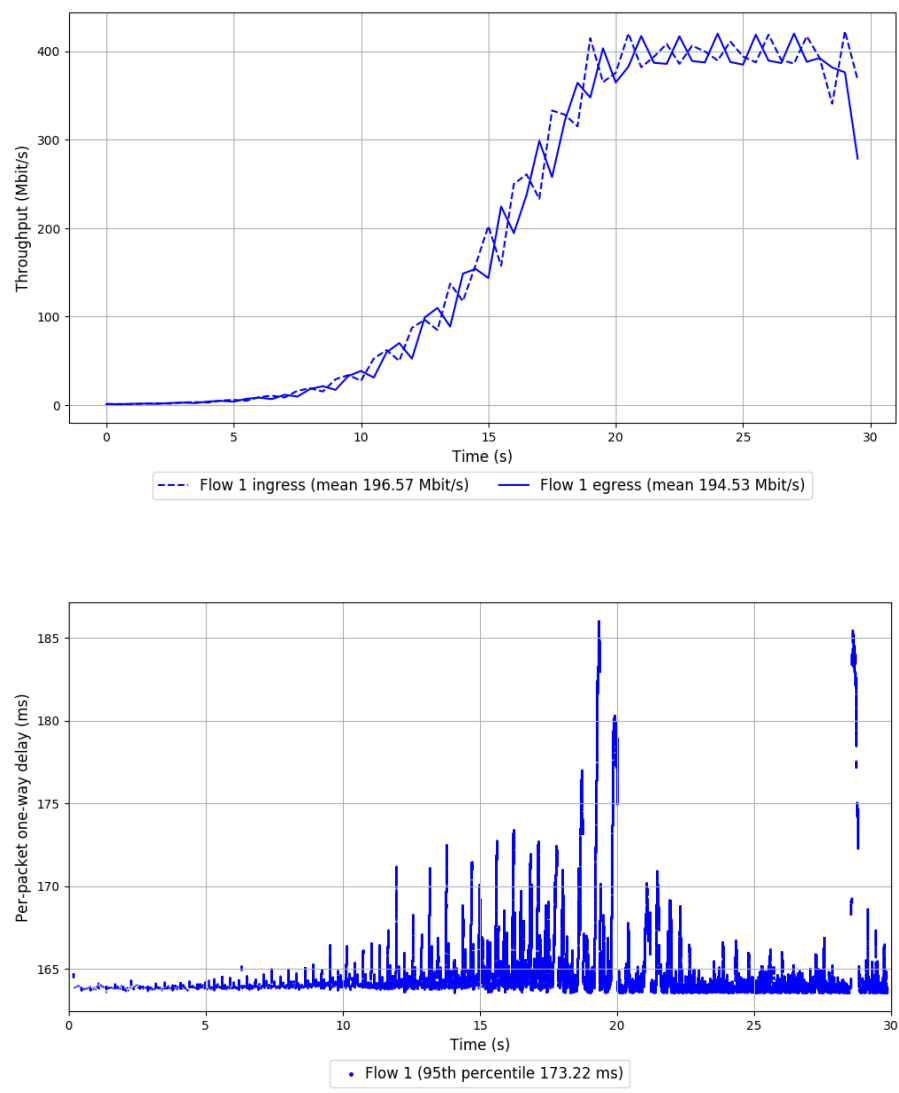 Throughput (Mbit/s)
400
300
200
100
0
0 5 10 15 20 25 30
Time (s)
Flow 1 ingress (mean 196.57 Mbit/s) Flow 1 egress (mean 194.53 Mbit/s)
Per-packet one-way delay (ms)
185
180
175
170
165
0 5 10 15 20 25 30
Time (s)
Flow 1 (95th percentile 173.22 ms)